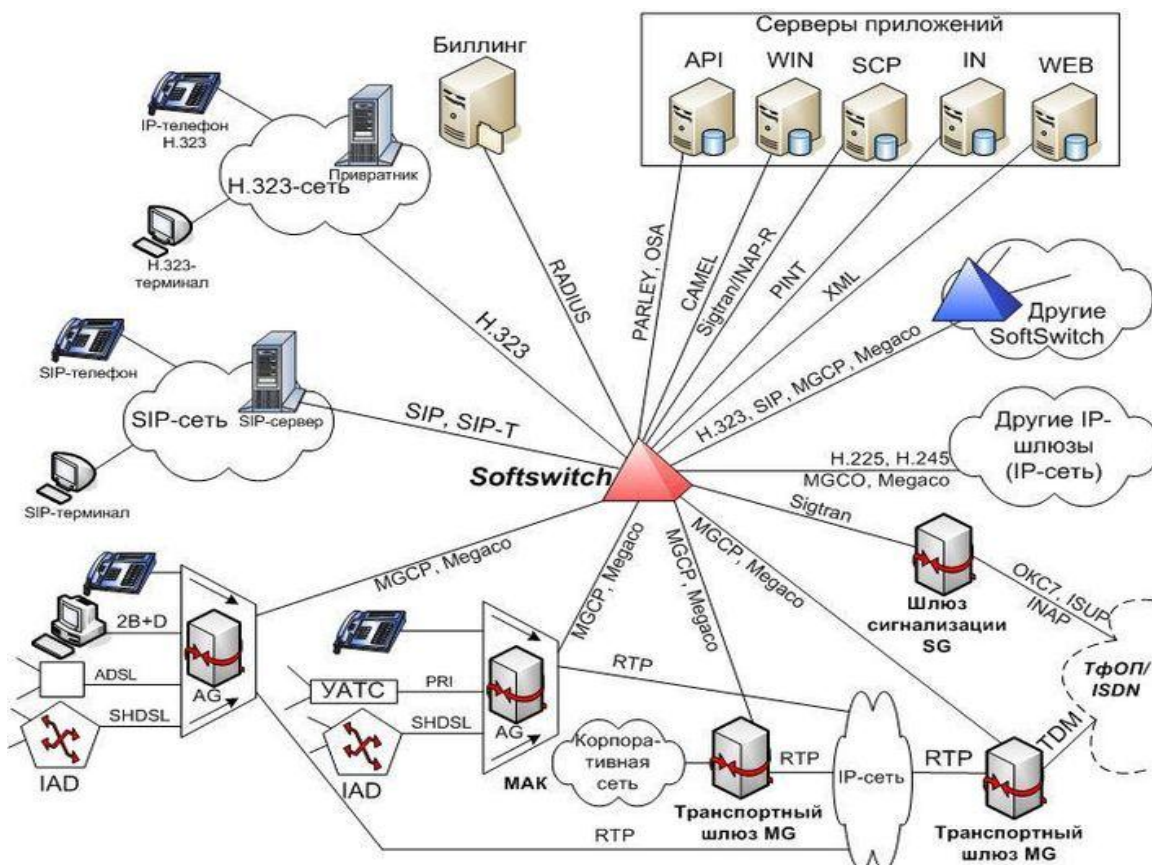 Серверы приложений
Биллинг
API
WIN
SCP
IN
WEB
IP-телефон
H.323
Привратник
H.323-сеть
H.323-
терминал
RADIUS
PARLEY, OSA
CAMEL
Sigtran/INAP-R
PINT
XML
H.323
Другие
SoftSwitch
H.323, SIP, MGCP, Megaco
SIP-телефон
SIP-сеть
SIP-сервер
SIP-терминал
SIP, SIP-T
Softswitch
Другие IP-
шлюзы
(IP-сеть)
H.225, H.245
MGCO, Megaco
Sigtran
MGCP, Megaco
MGCP, Megaco
MGCP, Megaco
MGCP, Megaco
Шлюз
сигнализации
SG
ОКС7, ISUP
INAP
ТфОП/
ISDN
2B+D
ADSL
SHDSL
AG
IAD
УАТС
PRI
SHDSL
AG
IAD
МАК
RTP
Корпора-
тивная
сеть
RTP
IP-сеть
RTP
TDM
Транспортный
шлюз MG
Транспортный
шлюз MG
RTP